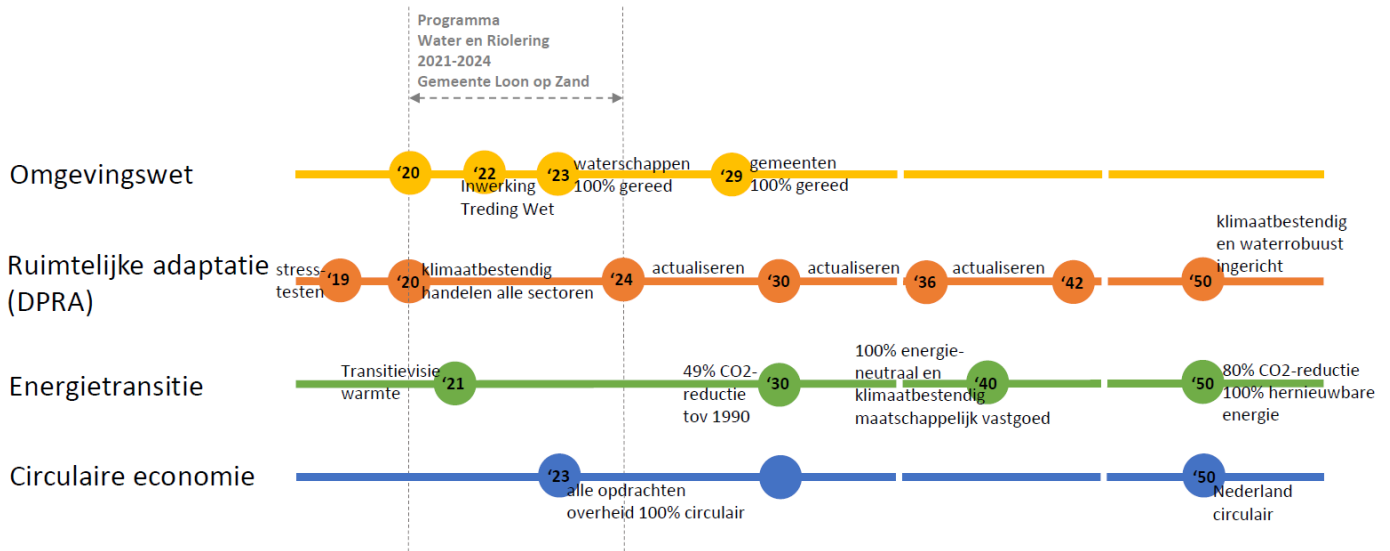 Programma
Water en Riolering
2021-2024
Gemeente Loon op Zand
Omgevingswet
'20
'22
Inwerking
Treding Wet
'23
waterschappen
100% gereed
'29
gemeenten
100% gereed
Ruimtelijke adaptatie
(DPRA)
stress-
testen
'19
'20
klimaatbestendig
handelen alle sectoren
'24
actualiseren
'30
actualiseren
'36
actualiseren
'42
'50
klimaatbestendig
en waterrobuust
ingericht
Energietransitie
Transitievisie
warmte
'21
49% CO2-
reductie
tov 1990
'30
100% energie-
neutraal en
klimaatbestendig
maatschappelijk vastgoed
'40
'50
80% CO2-reductie
100% hernieuwbare
energie
Circulaire economie
'23
alle opdrachten
overheid 100% circulair
'50
Nederland
circulair